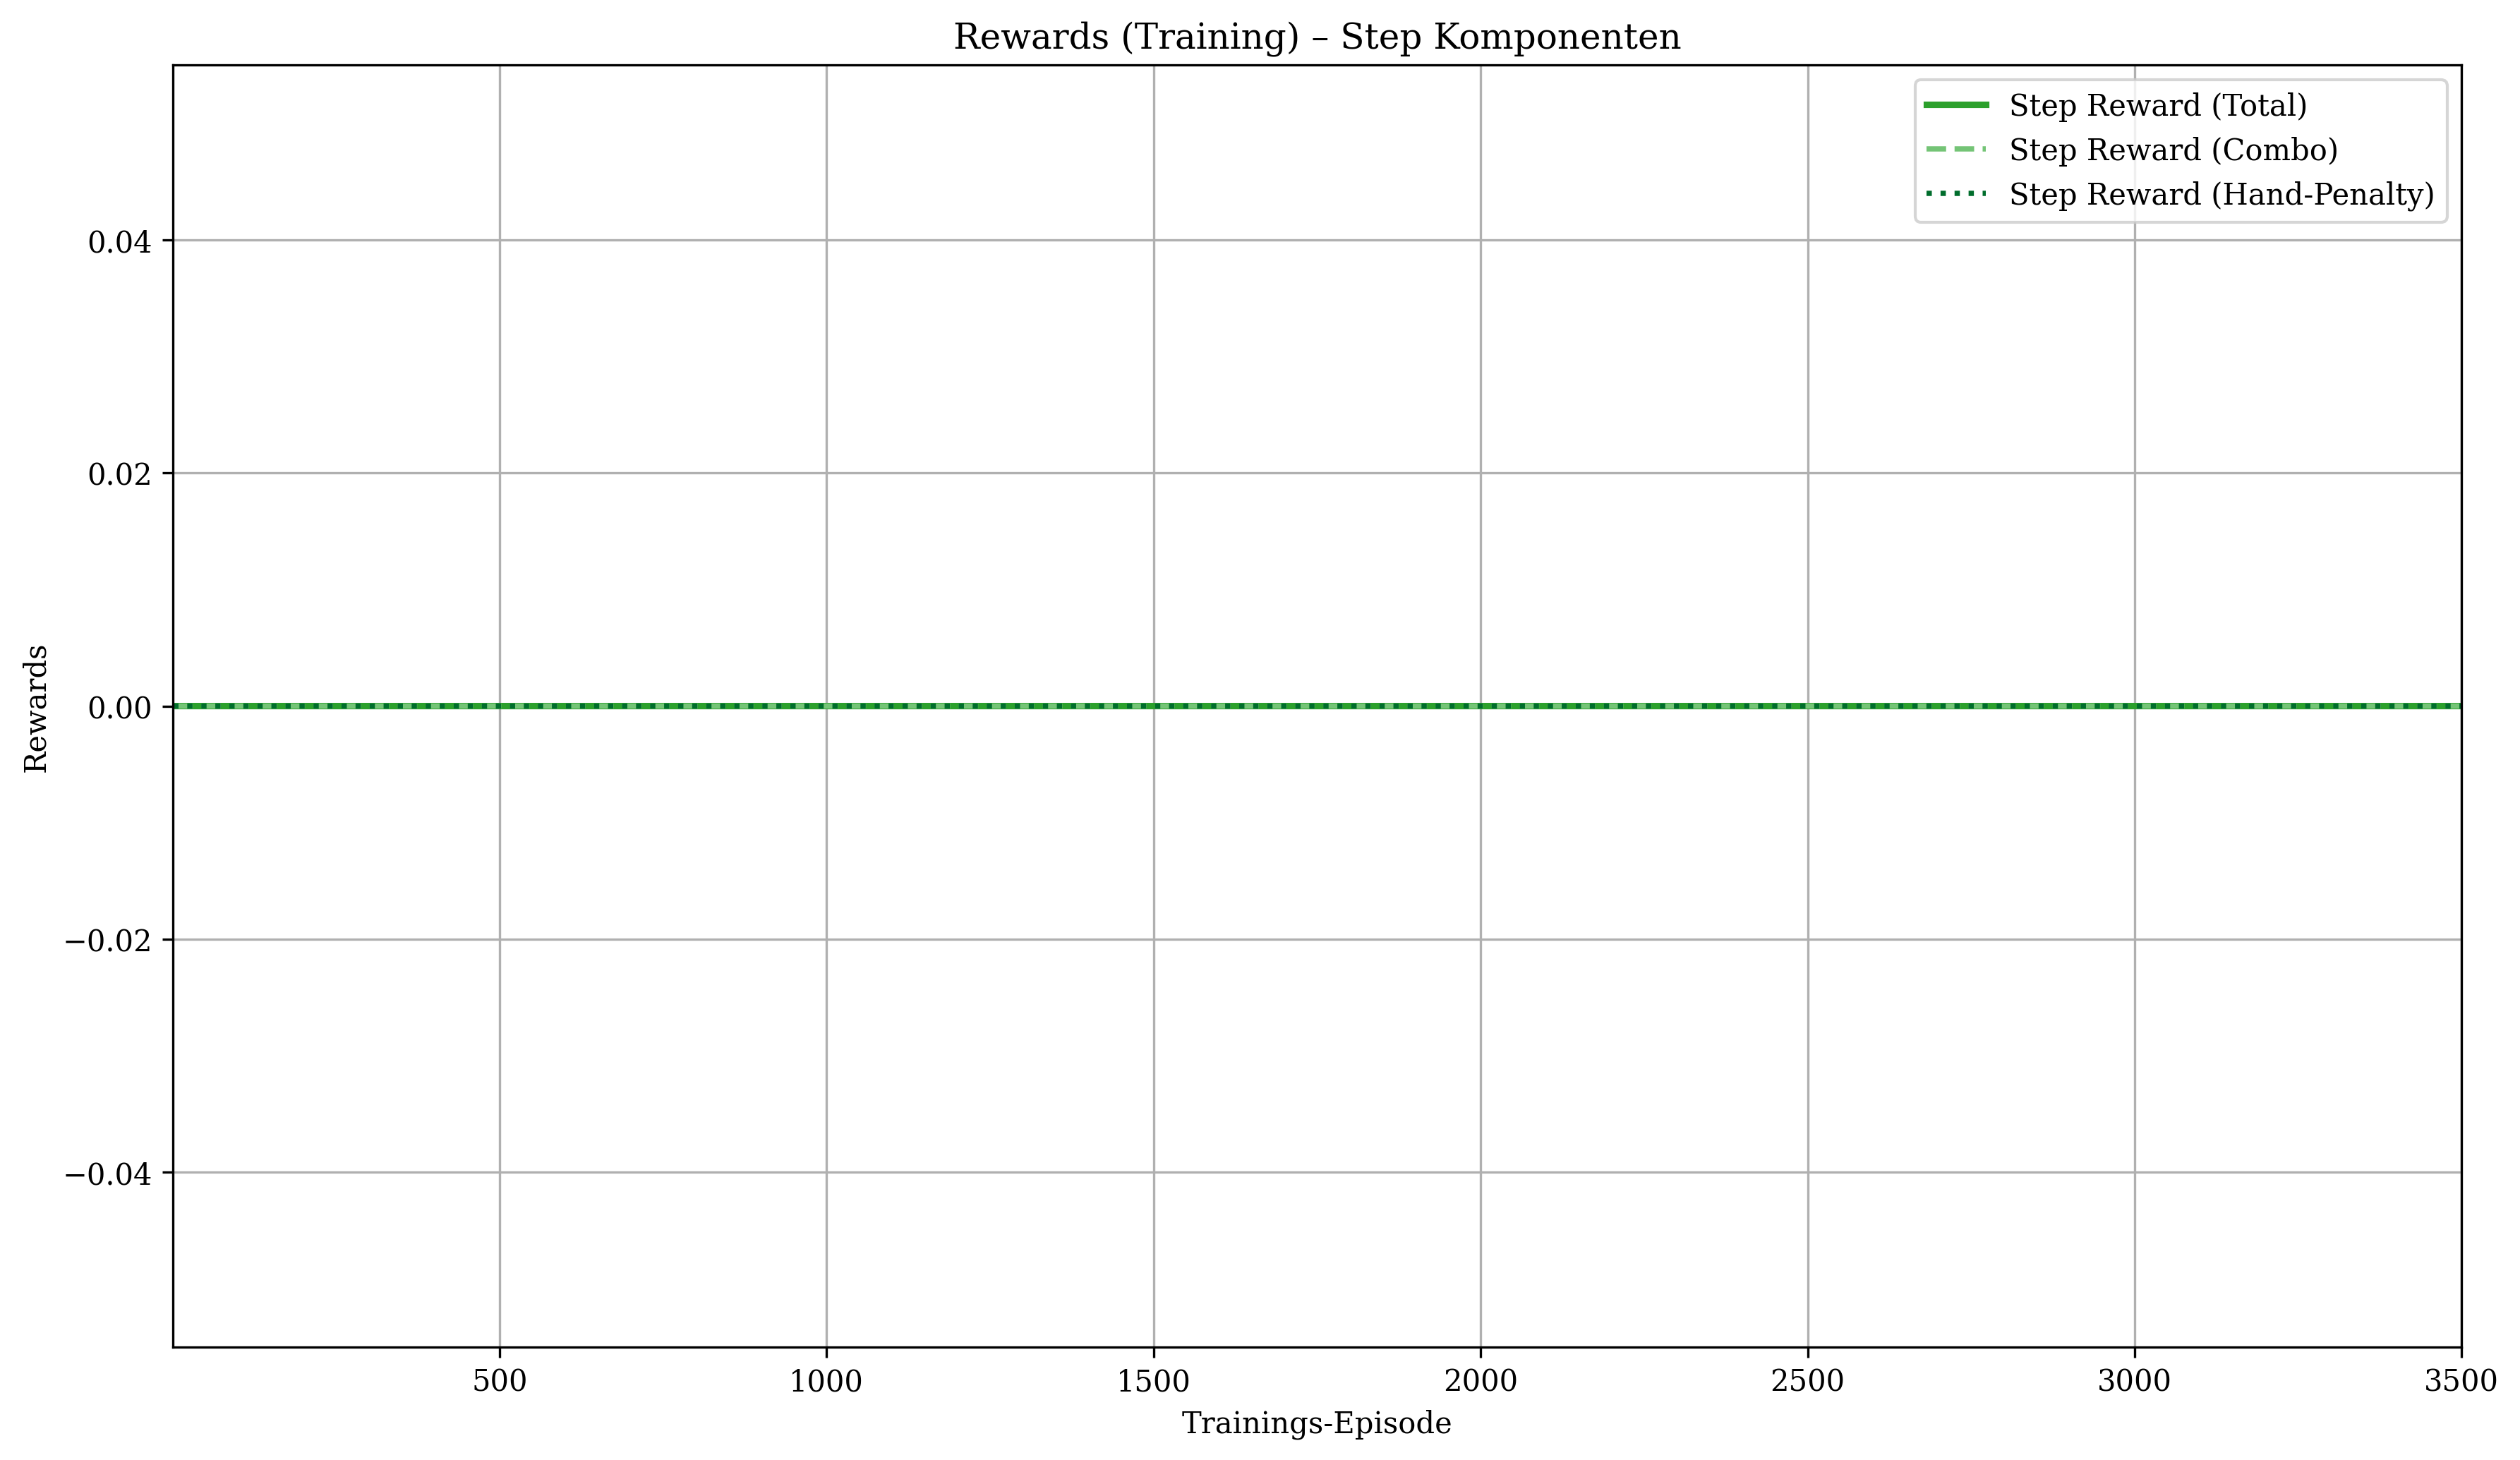 Rewards (Training) – Step Komponenten
Step Reward (Total)
Step Reward (Combo)
Step Reward (Hand-Penalty)
0.04
0.02
0.00
−0.02
−0.04
Rewards
500 1000 1500 2000 2500 3000 3500
Trainings-Episode